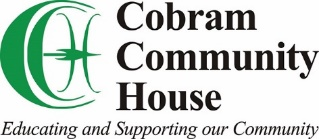 Cobram
Community
House
Educating and Supporting our Community